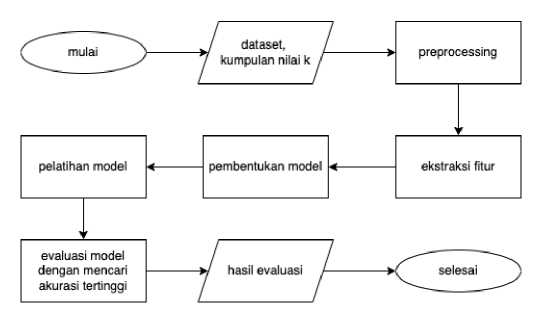 mulai
dataset,
kumpulan nilai k
preprocessing
ekstraksi fitur
pembentukan model
pelatihan model
evaluasi model
dengan mencari
akurasi tertinggi
hasil evaluasi
selesai